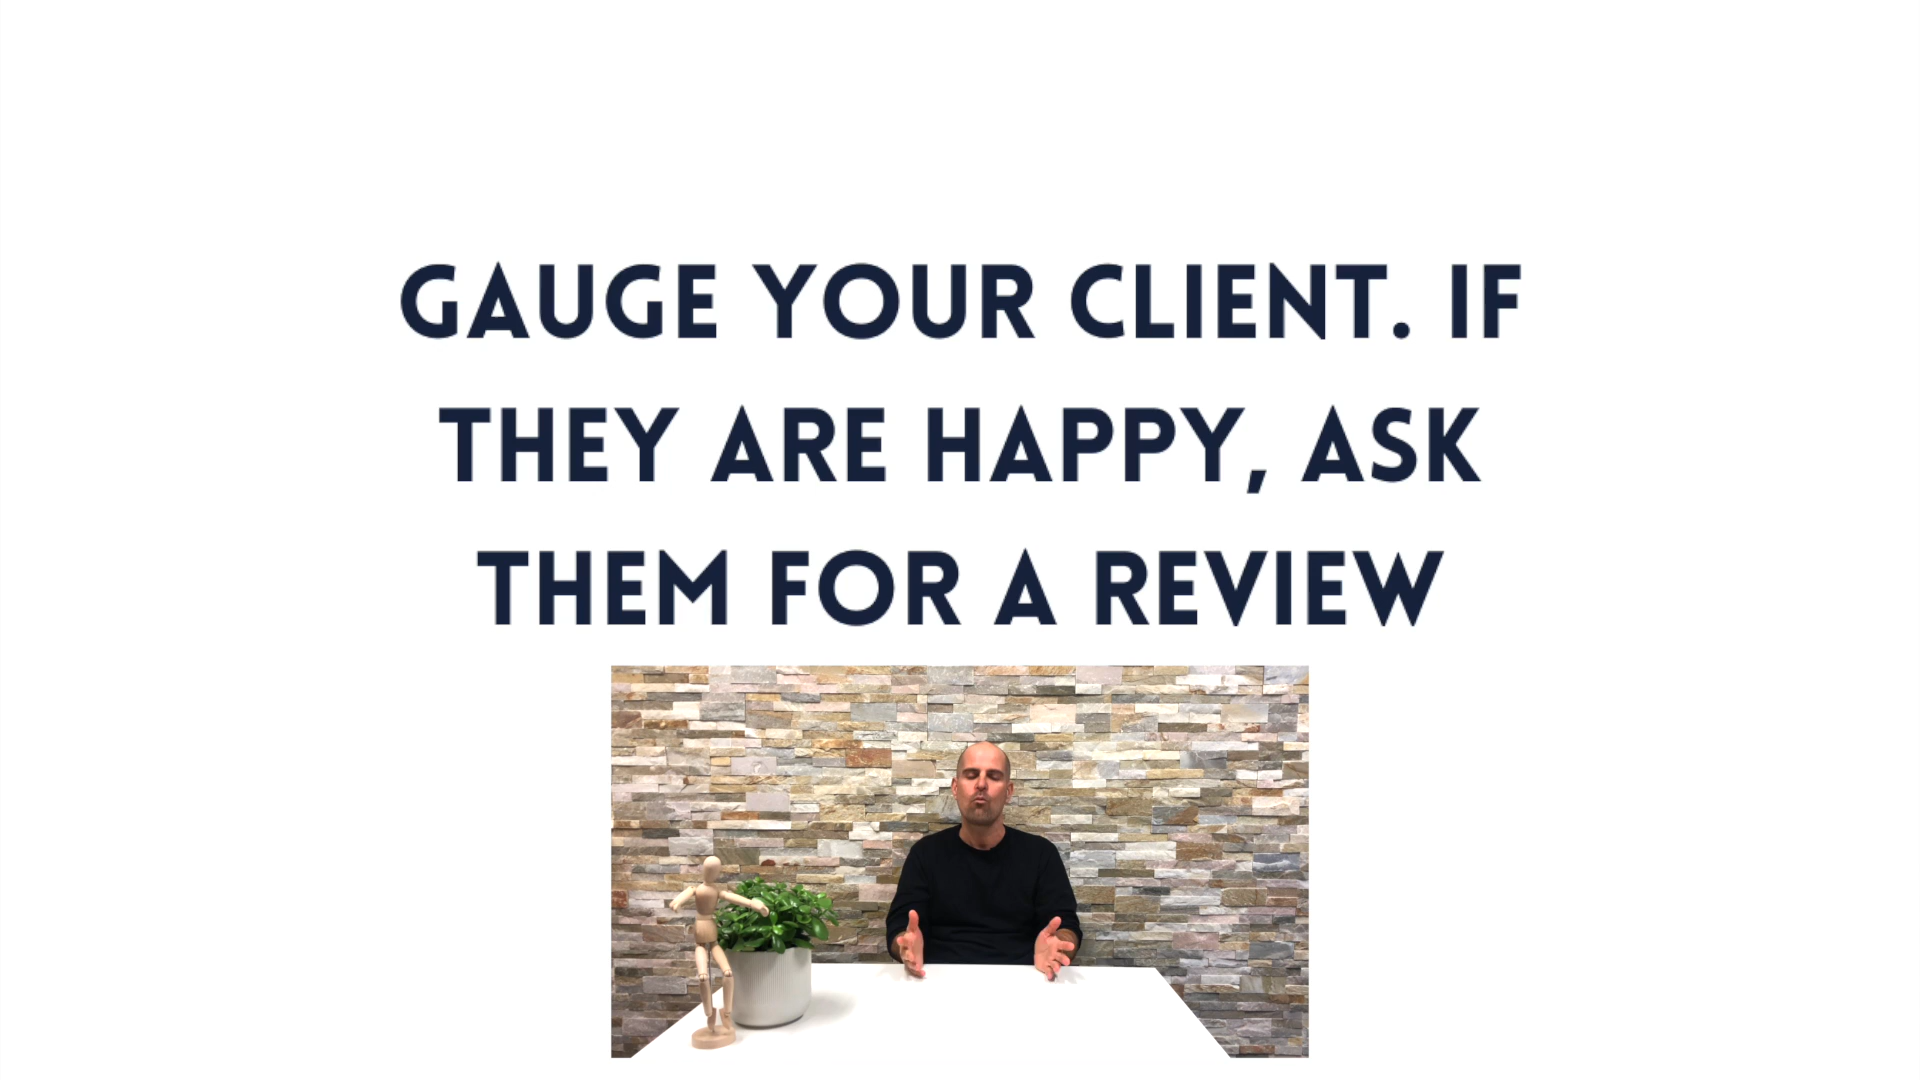 GAUGE YOUR CLIENT. IF
THEY ARE HAPPY, ASK
THEM FOR A REVIEW